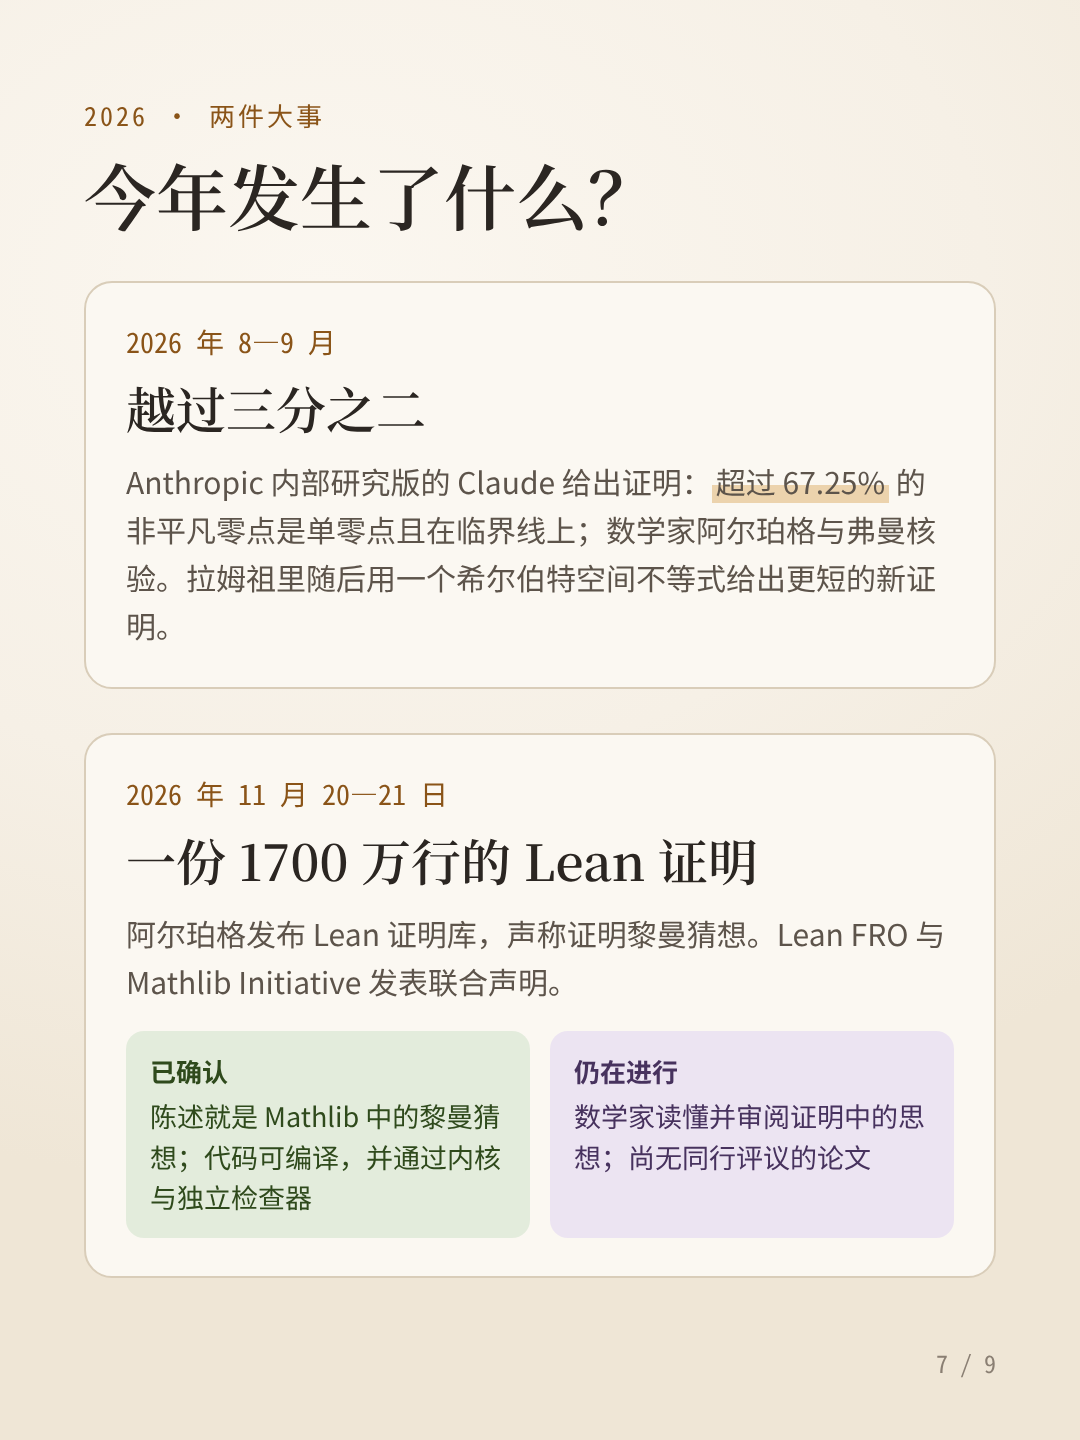 2026 · 两件大事
今年发生了什么？
2026 年 8—9 月
越过三分之二
Anthropic 内部研究版的 Claude 给出证明：超过 67.25% 的
非平凡零点是单零点且在临界线上；数学家阿尔珀格与弗曼核
验。拉姆祖里随后用一个希尔伯特空间不等式给出更短的新证
明。
2026 年 11 月 20—21 日
一份 1700 万行的 Lean 证明
阿尔珀格发布 Lean 证明库，声称证明黎曼猜想。Lean FRO 与
Mathlib Initiative 发表联合声明。
已确认
陈述就是 Mathlib 中的黎曼猜
想；代码可编译，并通过内核
与独立检查器
仍在进行
数学家读懂并审阅证明中的思
想；尚无同行评议的论文
7 / 9